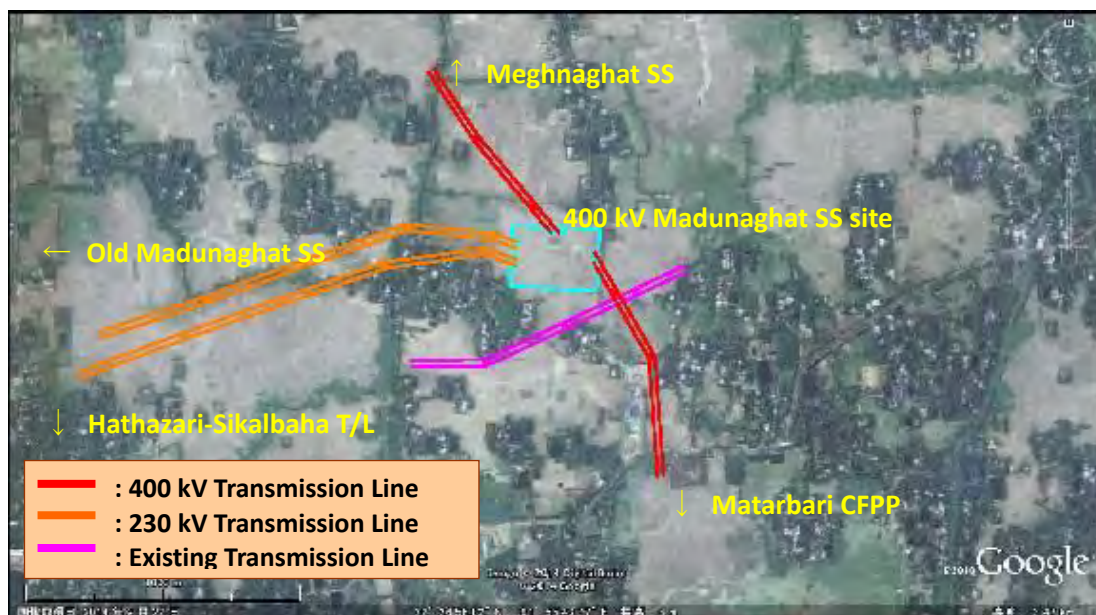 ↑ Meghnaghat SS
400 kV Madunaghat SS site
← Old Madunaghat SS
↓ Hathazari-Sikalbaha T/L
: 400 kV Transmission Line
: 230 kV Transmission Line
: Existing Transmission Line
↓ Matarbari CFPP
Google